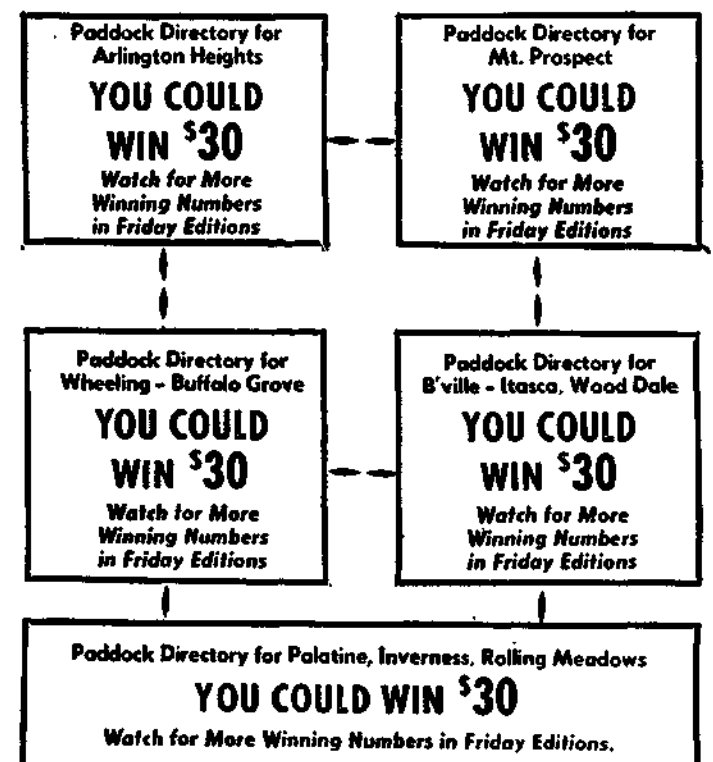 Paddock Directory for
Arlington Heights
YOU COULD
WIN $30
Watch for More
Winning Numbers
in Friday Editions
Paddock Directory for
Mt. Prospect
YOU COULD
WIN $30
Watch for More
Winning Numbers
in Friday Editions
Paddock Directory for
Wheeling - Buffalo Grove
YOU COULD
WIN $30
Watch for More
Winning Numbers
in Friday Editions
Paddock Directory for
B'ville - Itasca, Wood Dale
YOU COULD
WIN $30
Watch for More
Winning Numbers
in Friday Editions
Paddock Directory for Palatine, Inverness, Rolling Meadows
YOU COULD WIN $30
Watch for More Winning Numbers in Friday Editions.